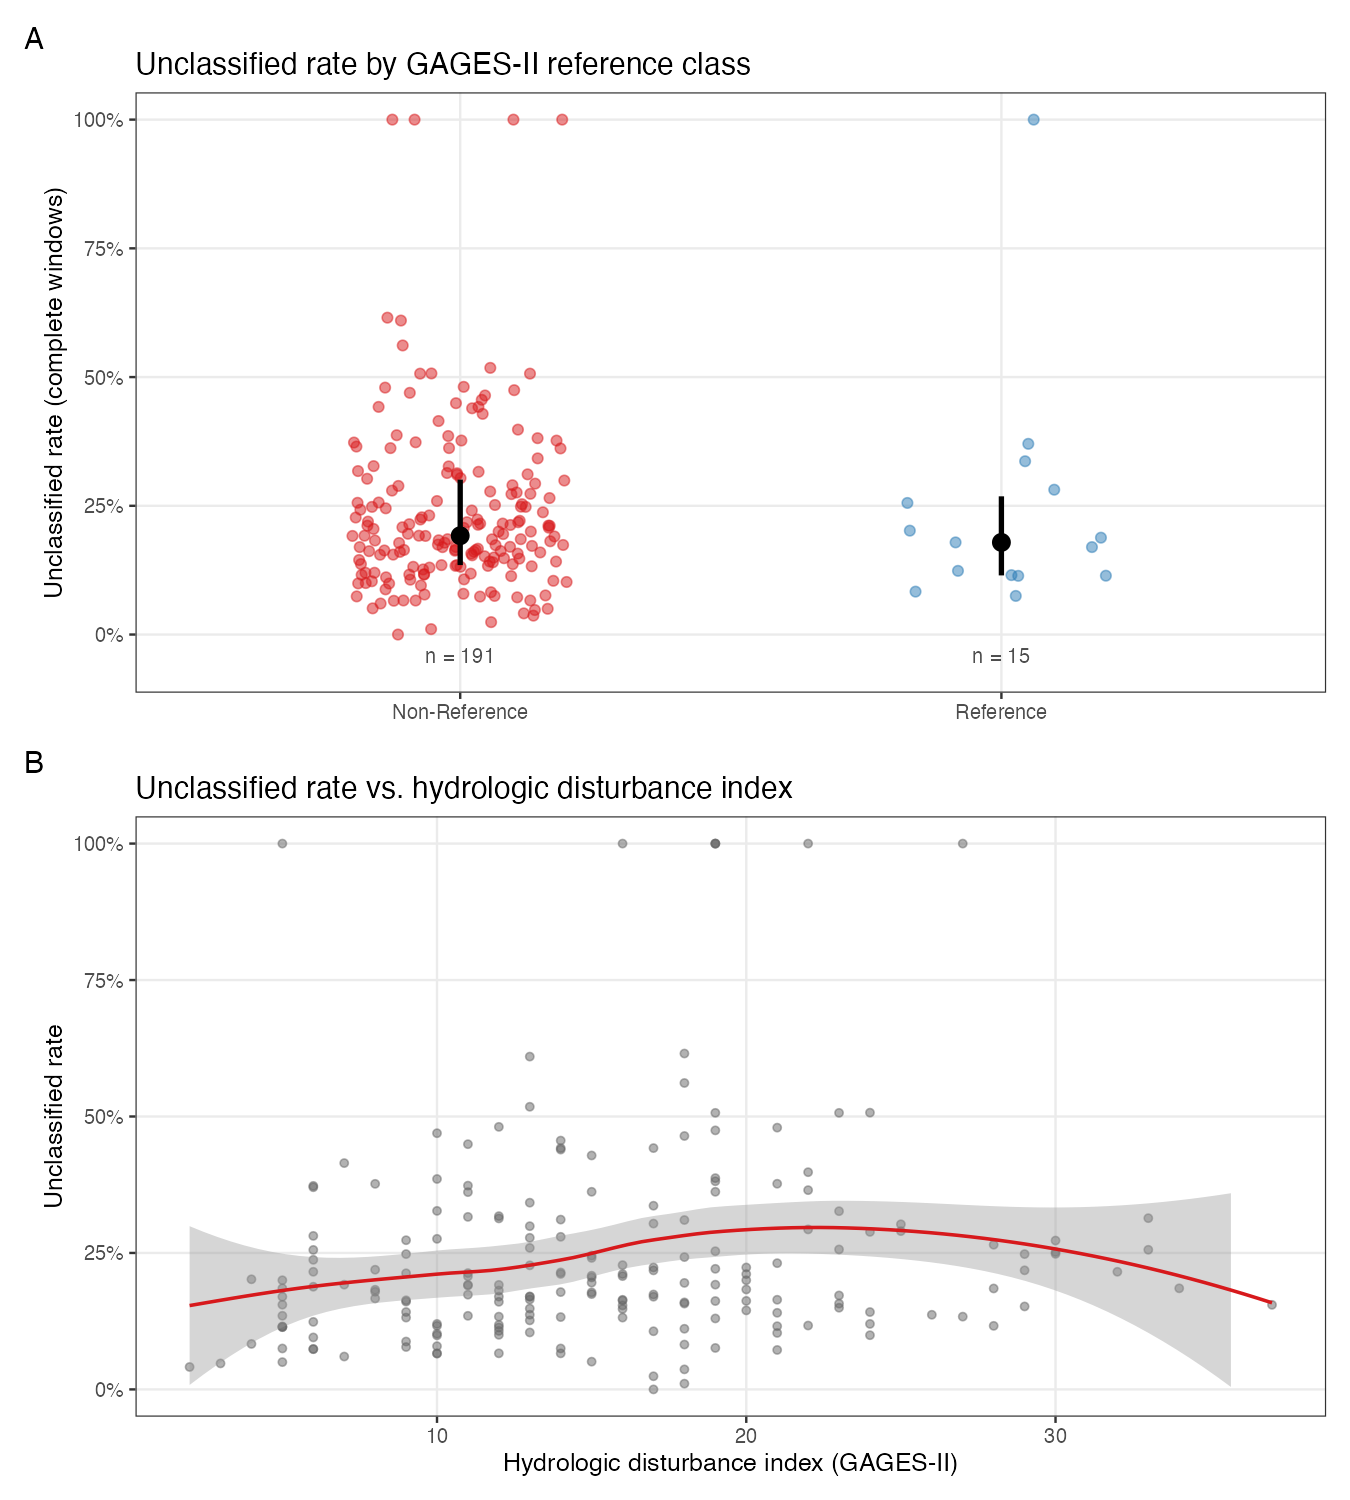 A
Unclassified rate by GAGES-II reference class
Unclassified rate (complete windows)
100%
75%
50%
25%
0%
n = 191
n = 15
Non-Reference
Reference
B
Unclassified rate vs. hydrologic disturbance index
Unclassified rate
100%
75%
50%
25%
0%
10
20
30
Hydrologic disturbance index (GAGES-II)